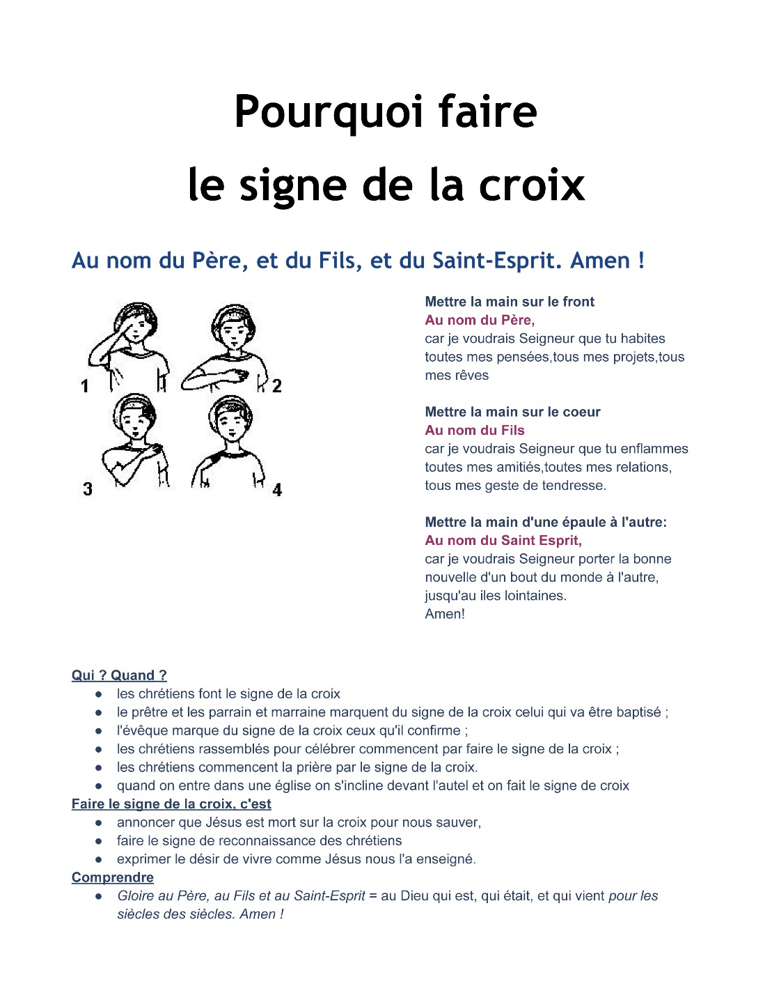 Pourquoi faire
le signe de la croix
Au nom du Père, et du Fils, et du Saint-Esprit. Amen !
1
2
3
4
Mettre la main sur le front
Au nom du Père,
car je voudrais Seigneur que tu habites
toutes mes pensées,tous mes projets,tous
mes rêves
Mettre la main sur le coeur
Au nom du Fils
car je voudrais Seigneur que tu enflammes
toutes mes amitiés,toutes mes relations,
tous mes geste de tendresse.
Mettre la main d'une épaule à l'autre:
Au nom du Saint Esprit,
car je voudrais Seigneur porter la bonne
nouvelle d'un bout du monde à l'autre,
jusqu'au iles lointaines.
Amen!
Qui ? Quand ?
● les chrétiens font le signe de la croix
● le prêtre et les parrain et marraine marquent du signe de la croix celui qui va être baptisé ;
● l'évêque marque du signe de la croix ceux qu'il confirme ;
● les chrétiens rassemblés pour célébrer commencent par faire le signe de la croix ;
● les chrétiens commencent la prière par le signe de la croix.
● quand on entre dans une église on s'incline devant l'autel et on fait le signe de croix
Faire le signe de la croix, c'est
● annoncer que Jésus est mort sur la croix pour nous sauver,
● faire le signe de reconnaissance des chrétiens
● exprimer le désir de vivre comme Jésus nous l'a enseigné.
Comprendre
● Gloire au Père, au Fils et au Saint-Esprit = au Dieu qui est, qui était, et qui vient pour les
siècles des siècles. Amen !